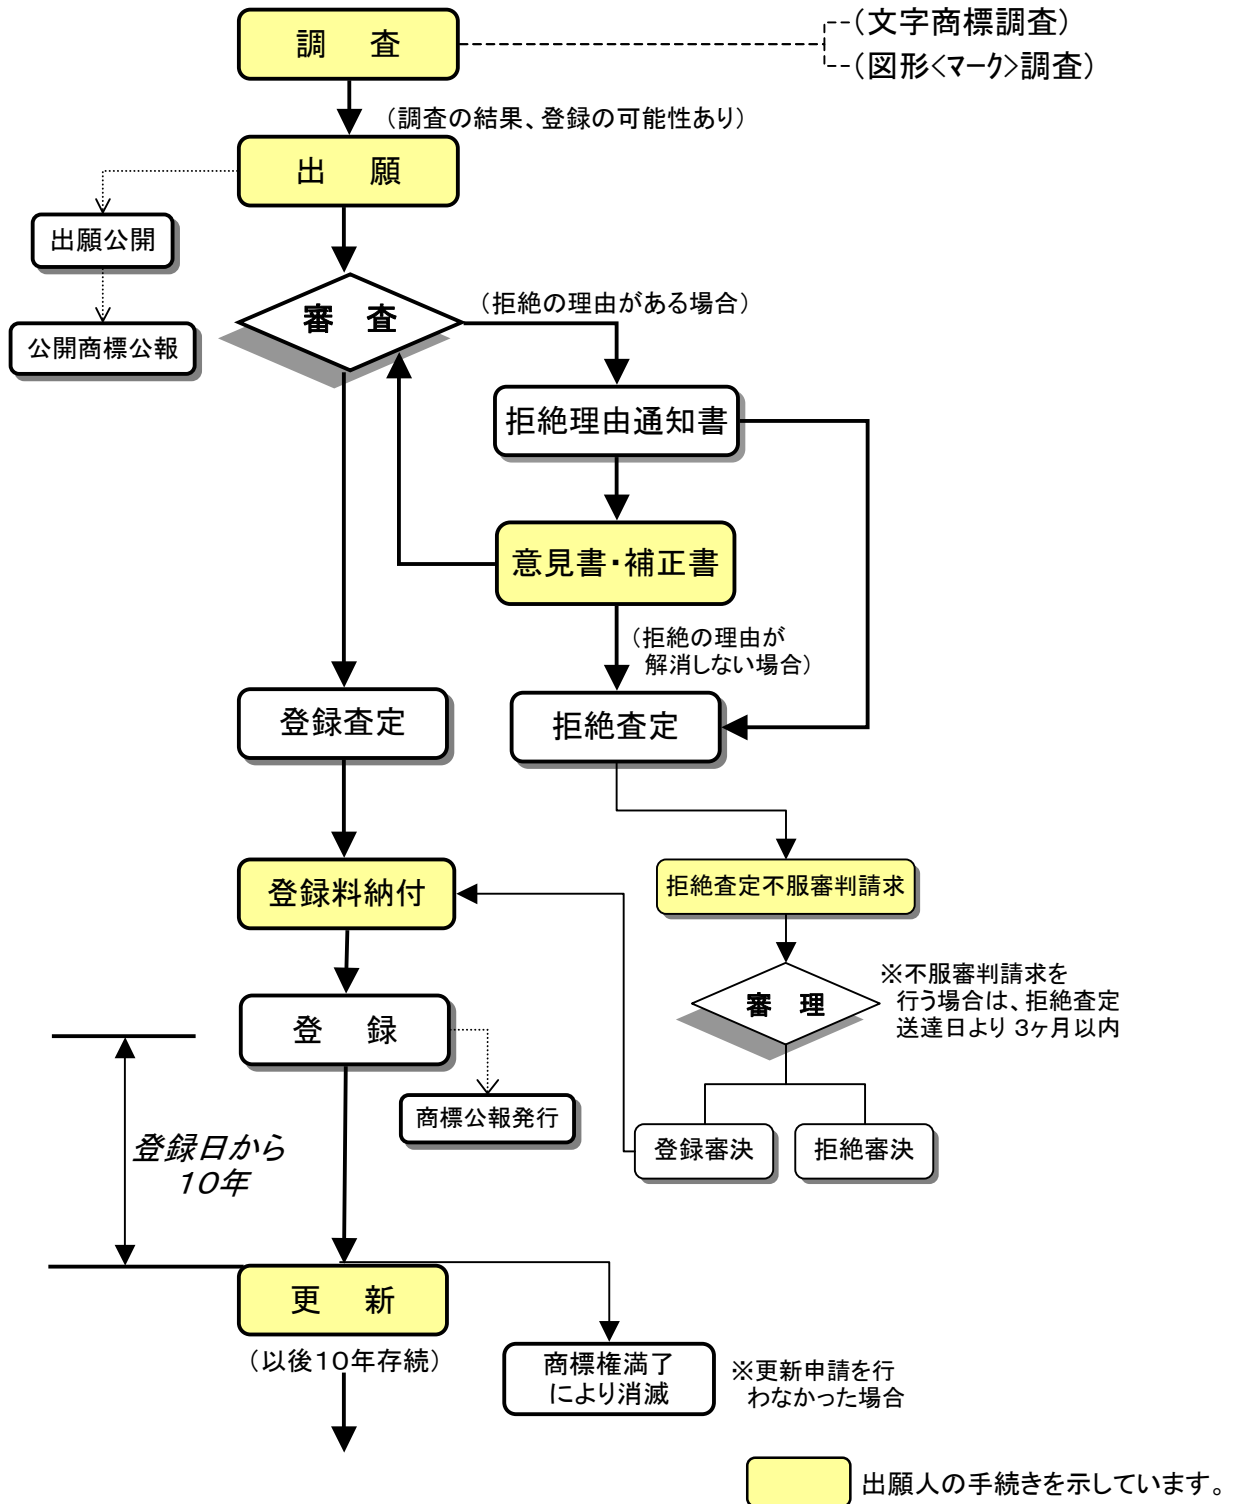 調　査
（文字商標調査）
（図形<マーク>調査）
（調査の結果、登録の可能性あり）
出　願
出願公開
公開商標公報
審　査
（拒絶の理由がある場合）
拒絶理由通知書
意見書・補正書
（拒絶の理由が
解消しない場合）
登録査定
拒絶査定
登録料納付
拒絶査定不服審判請求
審　理
※不服審判請求を
行う場合は、拒絶査定
送達日より 3ヶ月以内
登　録
商標公報発行
登録審決
拒絶審決
登録日から
10年
更　新
（以後10年存続）
商標権満了
により消滅
※更新申請を行
わなかった場合
出願人の手続きを示しています。